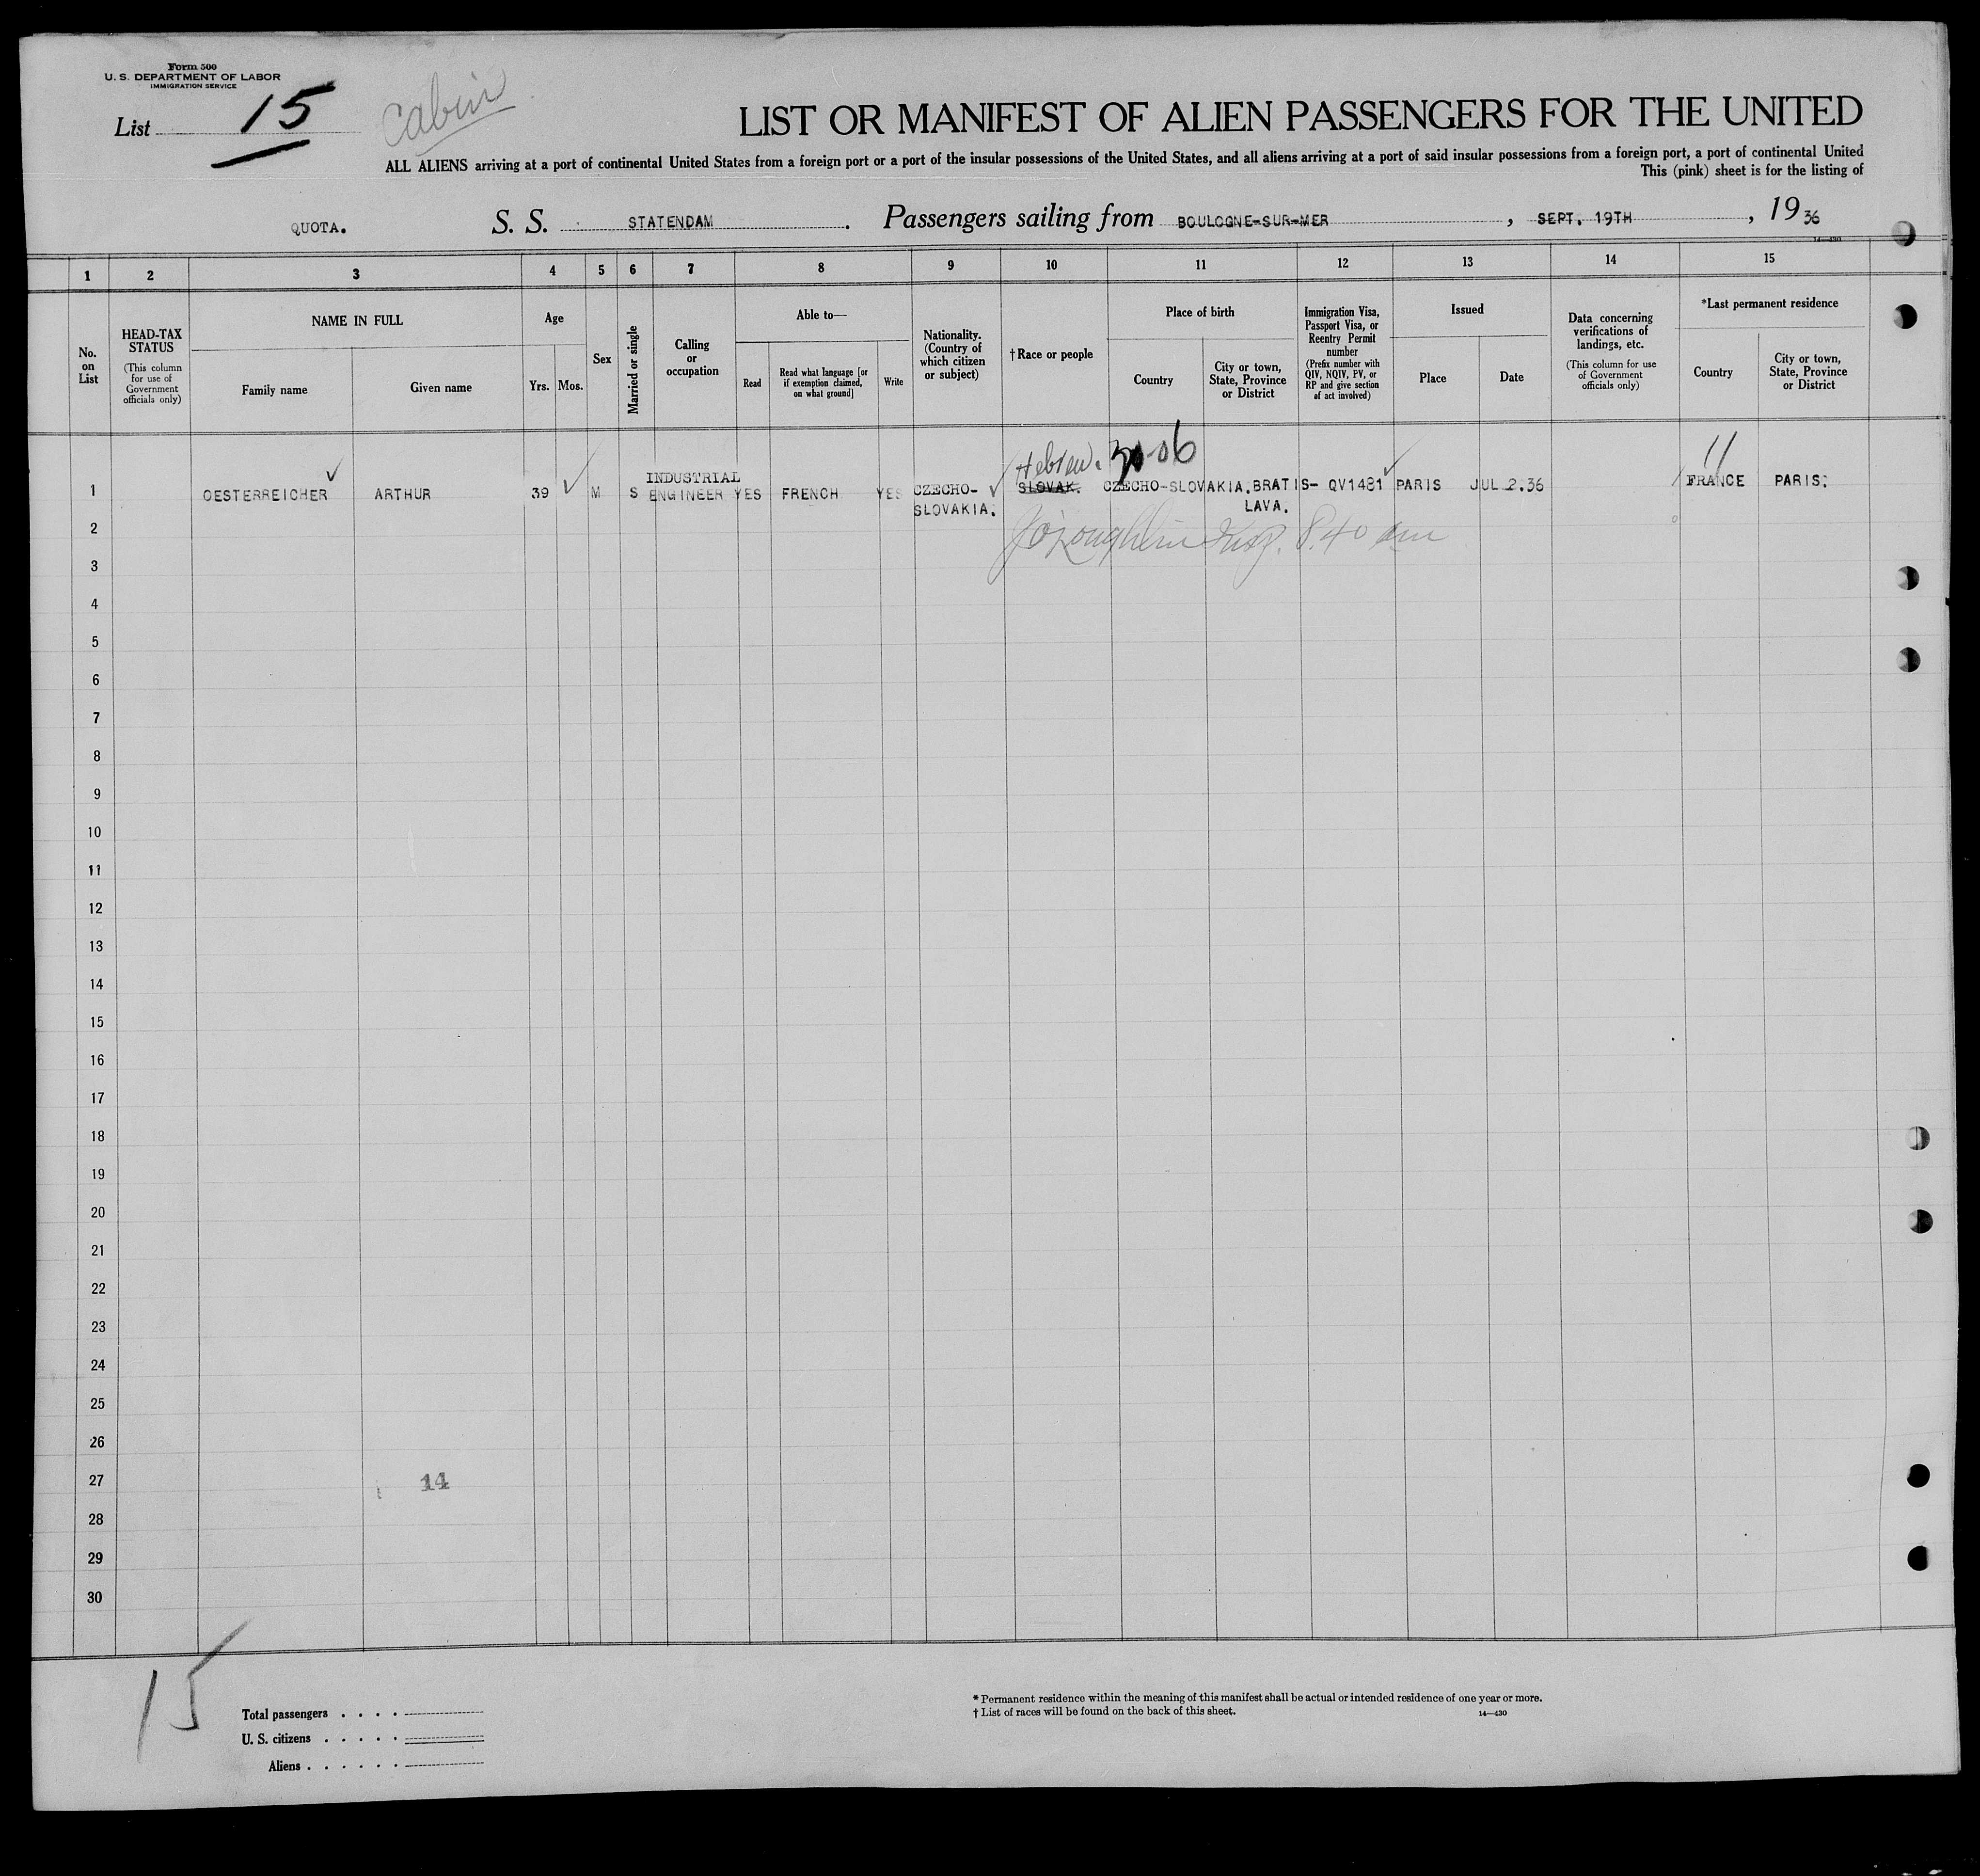 Form 500
U. S. DEPARTMENT OF LABOR
IMMIGRATION SERVICE
List 15
Cabin
LIST OR MANIFEST OF ALIEN PASSENGERS FOR THE UNITED
ALL ALIENS arriving at a port of continental United States from a foreign port or a port of the insular possessions of the United States, and all aliens arriving at a port of said insular possessions from a foreign port, a port of continental United
This (pink) sheet is for the listing of
QUOTA. S. S. STATENDAM. Passengers sailing from BOULOGNE-SUR-MER, SEPT. 19TH, 1936
14—430
1 2 3 4 5 6 7 8 9 10 11 12 13 14 15
No. on List
HEAD-TAX STATUS
(This column for use of Government officials only)
NAME IN FULL
Family name
Given name
Age
Yrs.
Mos.
Sex
Married or single
Calling or occupation
Able to—
Read
Read what language [or if exemption claimed, on what ground]
Write
Nationality. (Country of which citizen or subject)
†Race or people
Place of birth
Country
City or town, State, Province or District
Immigration Visa, Passport Visa, or Reentry Permit number
(Prefix number with QIV, NQIV, PV, or RP and give section of act involved)
Issued
Place
Date
Data concerning verifications of landings, etc.
(This column for use of Government officials only)
*Last permanent residence
Country
City or town, State, Province or District
Hebrew.
11
1 OESTERREICHER ARTHUR 39 M S INDUSTRIAL ENGINEER YES FRENCH YES CZECHO-SLOVAKIA. SLOVAK. CZECHO-SLOVAKIA. BRATIS-LAVA. QV1481 PARIS JUL 2.36 FRANCE PARIS.
J O'Loughlin Insp. 8.40 am
2
3
4
5
6
7
8
9
10
11
12
13
14
15
16
17
18
19
20
21
22
23
24
25
26
27 14
28
29
30
15
Total passengers . . . .
U. S. citizens . . . . .
Aliens . . . . . .
* Permanent residence within the meaning of this manifest shall be actual or intended residence of one year or more.
† List of races will be found on the back of this sheet. 14—430